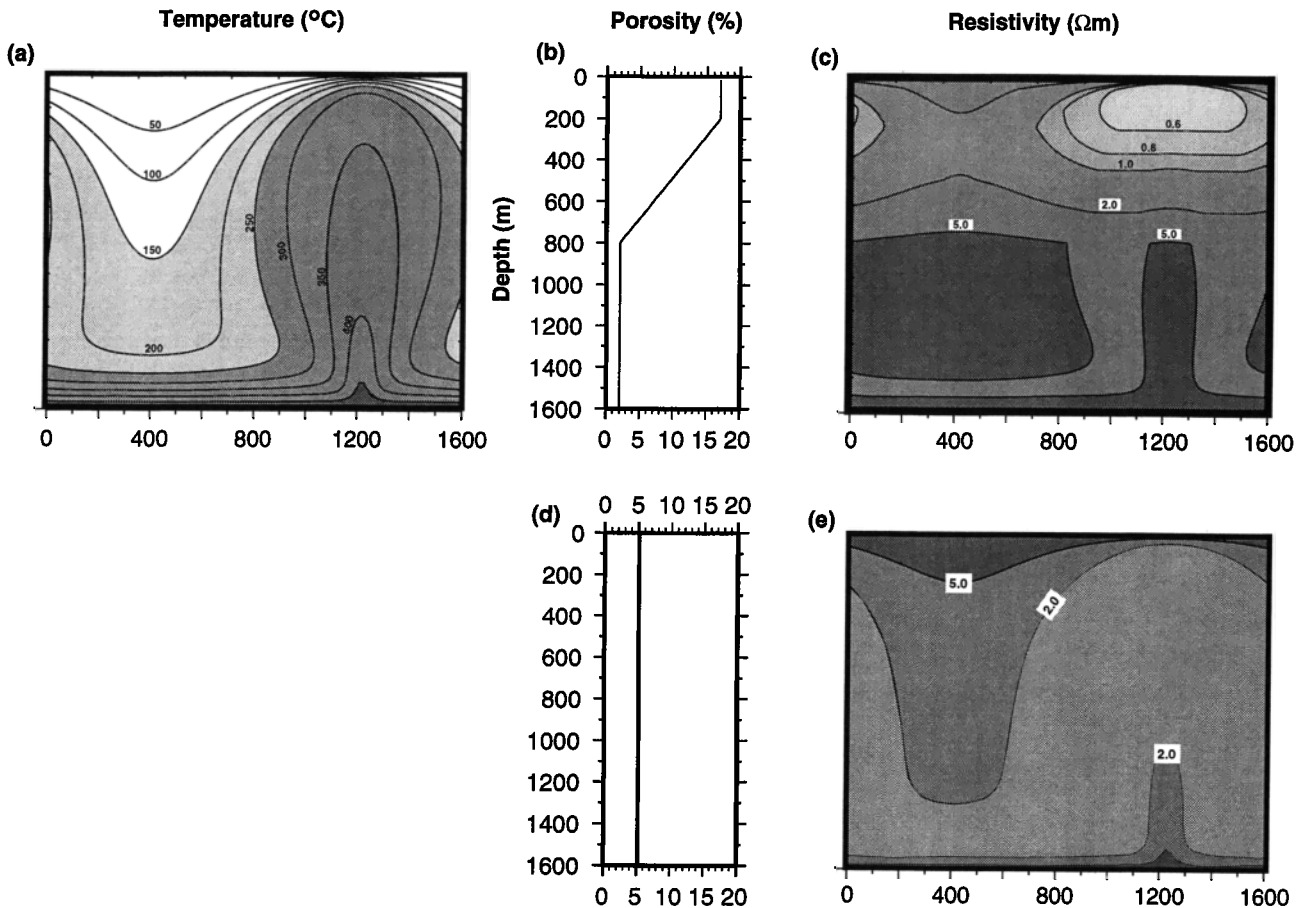 Temperature (ºC)
Porosity (%)
Resistivity (Ωm)
(a)
50
100
150
200
250
300
350
400
0 400 800 1200 1600
(b)
Depth (m)
0
200
400
600
800
1000
1200
1400
1600
0 5 10 15 20
(c)
0.6
0.8
1.0
2.0
5.0
5.0
0 400 800 1200 1600
(d)
0 5 10 15 20
0
200
400
600
800
1000
1200
1400
1600
0 5 10 15 20
(e)
5.0
2.0
2.0
0 400 800 1200 1600